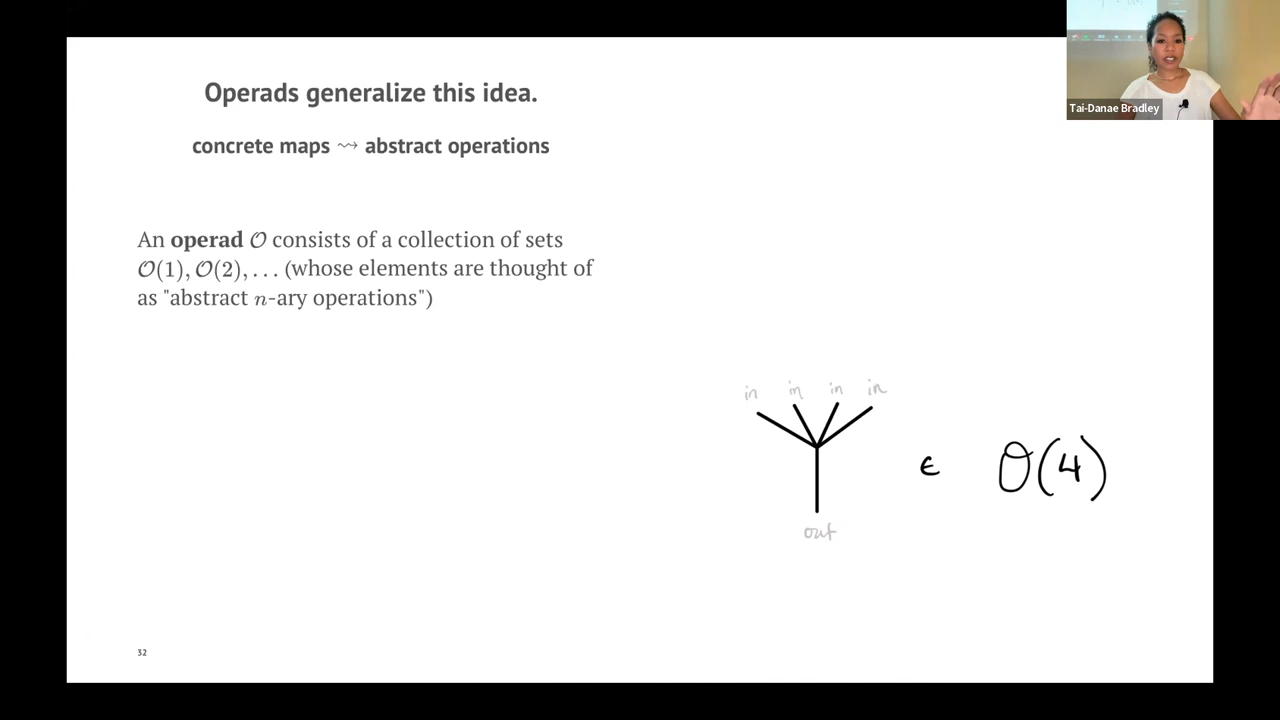 Operads generalize this idea.
concrete maps ⇝ abstract operations
Tai-Danae Bradley
An operad 𝒪 consists of a collection of sets
𝒪(1), 𝒪(2), . . . (whose elements are thought of
as "abstract n-ary operations")
in in in in
ϵ 𝒪(4)
out
32